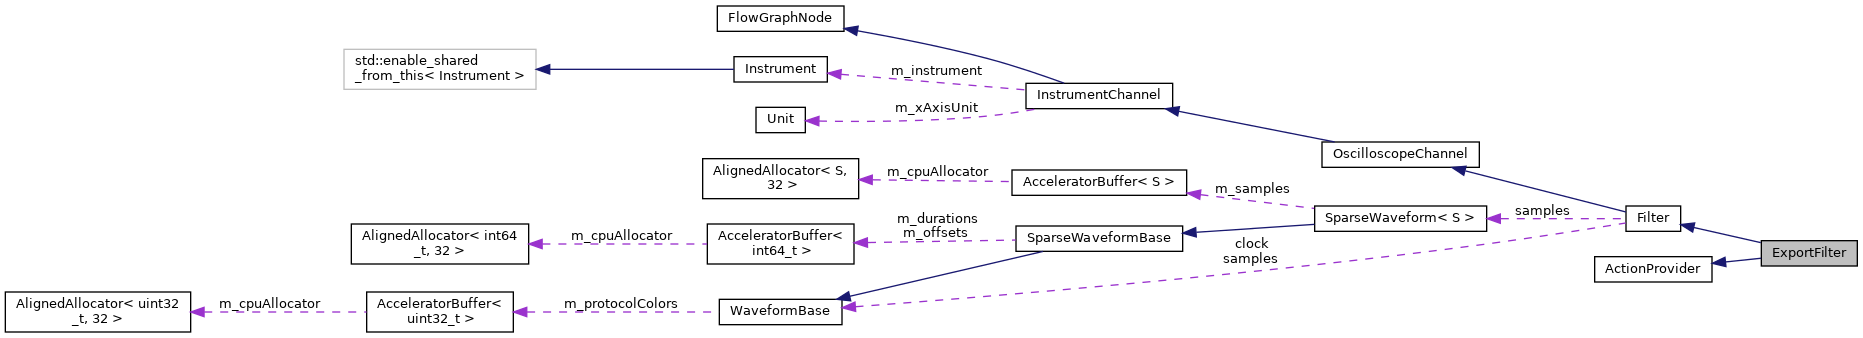 FlowGraphNode
std::enable_shared
_from_this< Instrument >
Instrument
m_instrument
InstrumentChannel
m_xAxisUnit
Unit
OscilloscopeChannel
AlignedAllocator< S,
32 >
m_cpuAllocator
AcceleratorBuffer< S >
m_samples
SparseWaveform< S >
samples
Filter
AlignedAllocator< int64
_t, 32 >
m_cpuAllocator
AcceleratorBuffer<
int64_t >
m_durations
m_offsets
SparseWaveformBase
clock
samples
ExportFilter
ActionProvider
AlignedAllocator< uint32
_t, 32 >
m_cpuAllocator
AcceleratorBuffer<
uint32_t >
m_protocolColors
WaveformBase